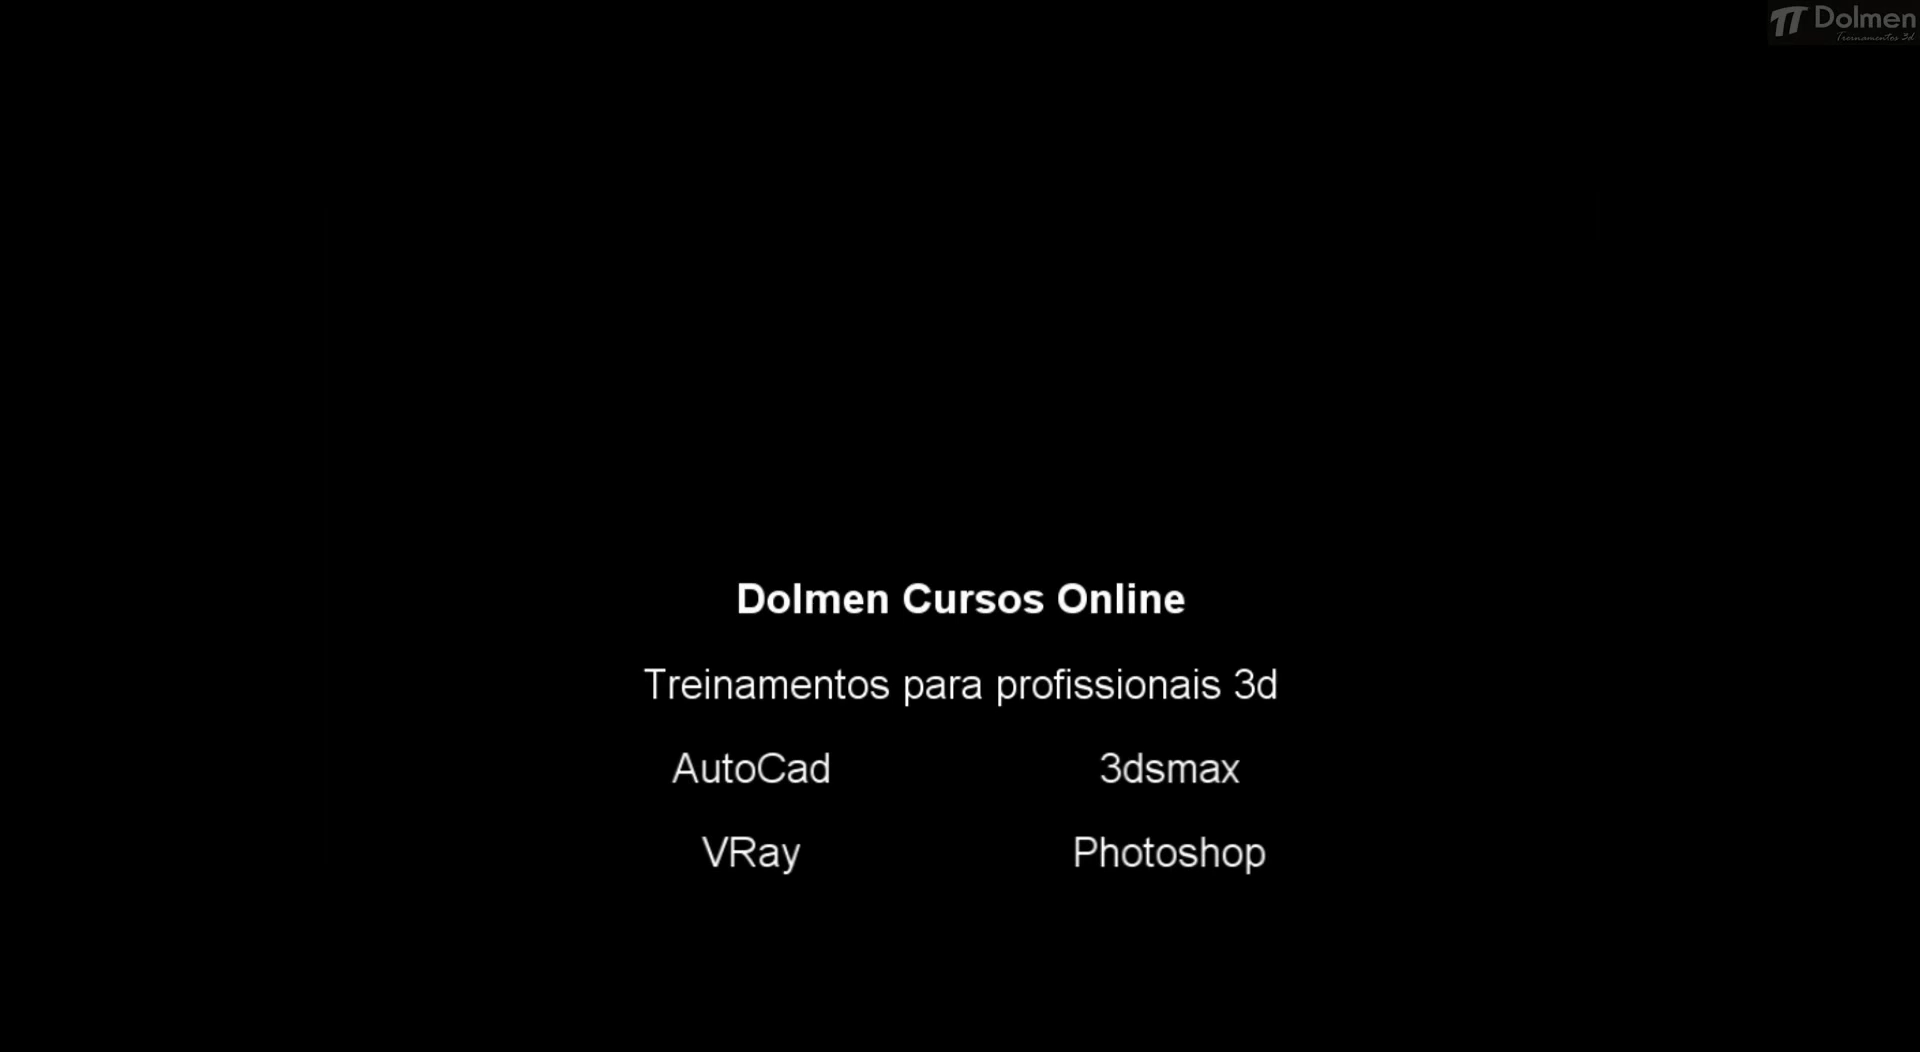 Dolmen
Treinamentos 3d
Dolmen Cursos Online
Treinamentos para profissionais 3d
AutoCad 3dsmax
VRay Photoshop